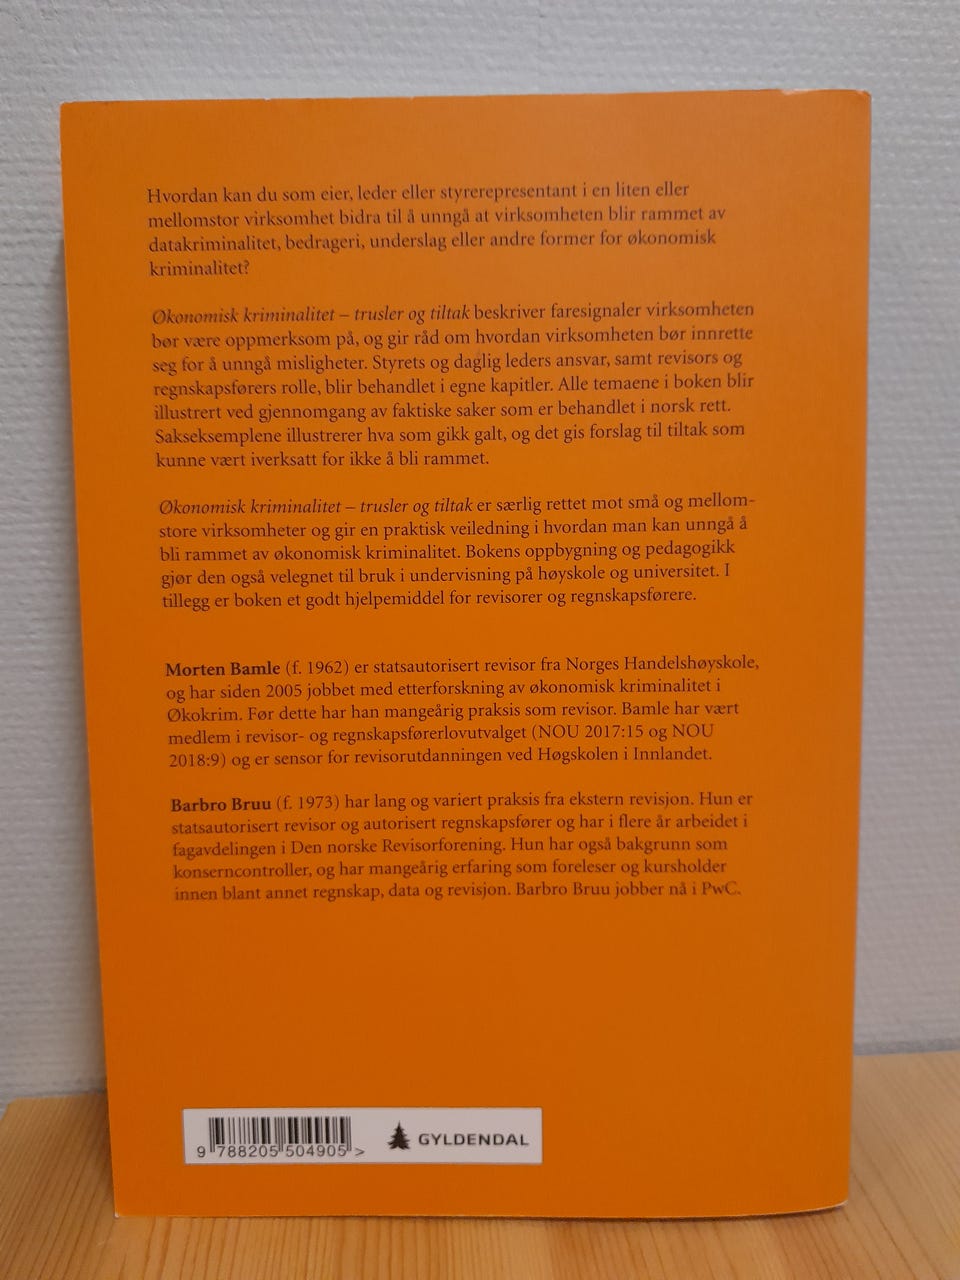 Hvordan kan du som eier, leder eller styrerepresentant i en liten eller
mellomstor virksomhet bidra til å unngå at virksomheten blir rammet av
datakriminalitet, bedrageri, underslag eller andre former for økonomisk
kriminalitet?
Økonomisk kriminalitet – trusler og tiltak beskriver faresignaler virksomheten
bør være oppmerksom på, og gir råd om hvordan virksomheten bør innrette
seg for å unngå misligheter. Styrets og daglig leders ansvar, samt revisors og
regnskapsførers rolle, blir behandlet i egne kapitler. Alle temaene i boken blir
illustrert ved gjennomgang av faktiske saker som er behandlet i norsk rett.
Sakseksemplene illustrerer hva som gikk galt, og det gis forslag til tiltak som
kunne vært iverksatt for ikke å bli rammet.
Økonomisk kriminalitet – trusler og tiltak er særlig rettet mot små og mellom-
store virksomheter og gir en praktisk veiledning i hvordan man kan unngå å
bli rammet av økonomisk kriminalitet. Bokens oppbygning og pedagogikk
gjør den også velegnet til bruk i undervisning på høyskole og universitet. I
tillegg er boken et godt hjelpemiddel for revisorer og regnskapsførere.
Morten Bamle (f. 1962) er statsautorisert revisor fra Norges Handelshøyskole,
og har siden 2005 jobbet med etterforskning av økonomisk kriminalitet i
Økokrim. Før dette har han mangeårig praksis som revisor. Bamle har vært
medlem i revisor- og regnskapsførerlovutvalget (NOU 2017:15 og NOU
2018:9) og er sensor for revisorutdanningen ved Høgskolen i Innlandet.
Barbro Bruu (f. 1973) har lang og variert praksis fra ekstern revisjon. Hun er
statsautorisert revisor og autorisert regnskapsfører og har i flere år arbeidet i
fagavdelingen i Den norske Revisorforening. Hun har også bakgrunn som
konserncontroller, og har mangeårig erfaring som foreleser og kursholder
innen blant annet regnskap, data og revisjon. Barbro Bruu jobber nå i PwC.
9 788205 504905 >
GYLDENDAL